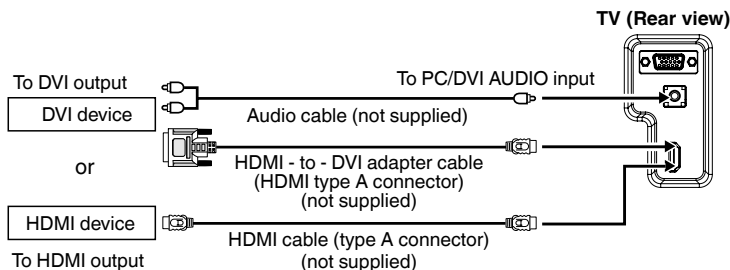 TV (Rear view)
To DVI output
To PC/DVI AUDIO input
DVI device
Audio cable (not supplied)
or
HDMI - to - DVI adapter cable
(HDMI type A connector)
(not supplied)
HDMI device
HDMI cable (type A connector)
(not supplied)
To HDMI output